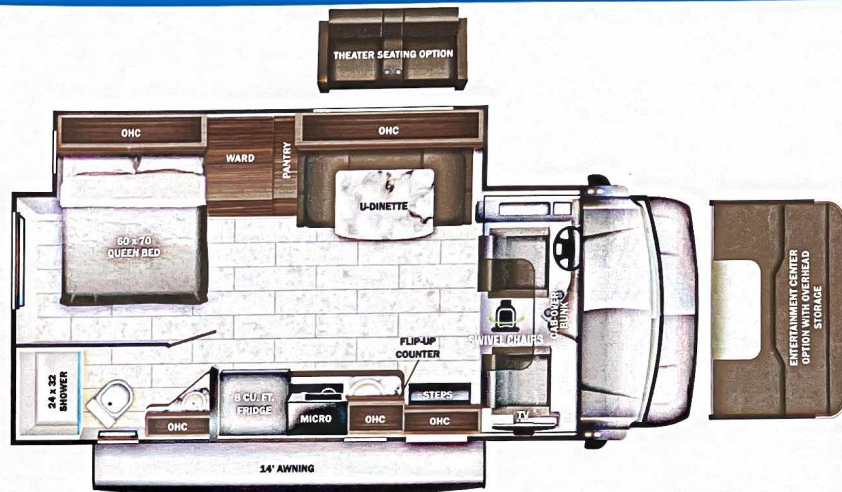 THEATER SEATING OPTION
OHC
OHC
WARD
PANTRY
U-DINETTE
60 x 70
QUEEN BED
CAB-OVER
BUNK
SWIVEL CHAIRS
ENTERTAINMENT CENTER
OPTION WITH OVERHEAD
STORAGE
FLIP-UP
COUNTER
24 x 32
SHOWER
8 CU. FT.
FRIDGE
STEPS
MICRO
OHC
OHC
OHC
TV
14' AWNING